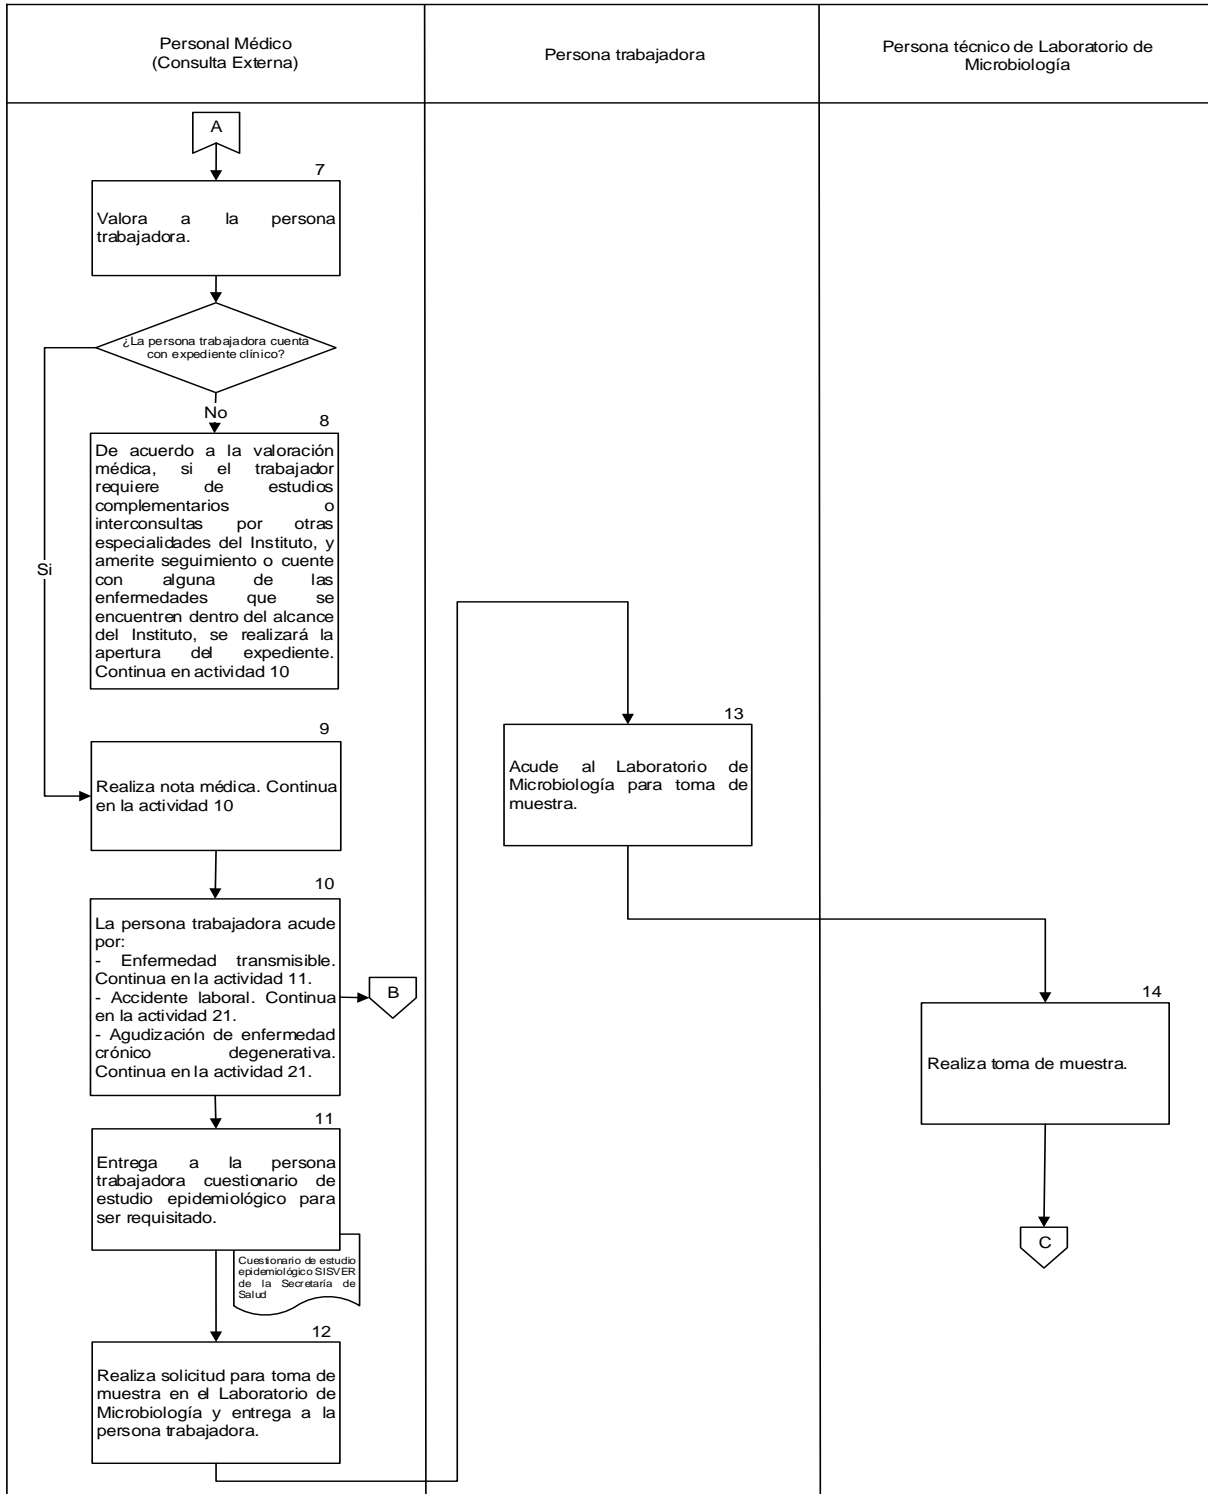 Personal Médico
(Consulta Externa)
Persona trabajadora
Persona técnico de Laboratorio de
Microbiología
A
7
Valora a la persona
trabajadora.
¿La persona trabajadora cuenta
con expediente clínico?
No
Si
8
De acuerdo a la valoración
médica, si el trabajador
requiere de estudios
complementarios o
interconsultas por otras
especialidades del Instituto, y
amerite seguimiento o cuente
con alguna de las
enfermedades que se
encuentren dentro del alcance
del Instituto, se realizará la
apertura del expediente.
Continua en actividad 10
9
Realiza nota médica. Continua
en la actividad 10
10
La persona trabajadora acude
por:
- Enfermedad transmisible.
Continua en la actividad 11.
- Accidente laboral. Continua
en la actividad 21.
- Agudización de enfermedad
crónico degenerativa.
Continua en la actividad 21.
B
11
Entrega a la persona
trabajadora cuestionario de
estudio epidemiológico para
ser requisitado.
Cuestionario de estudio
epidemiológico SISVER
de la Secretaría de
Salud
12
Realiza solicitud para toma de
muestra en el Laboratorio de
Microbiología y entrega a la
persona trabajadora.
13
Acude al Laboratorio de
Microbiología para toma de
muestra.
14
Realiza toma de muestra.
C